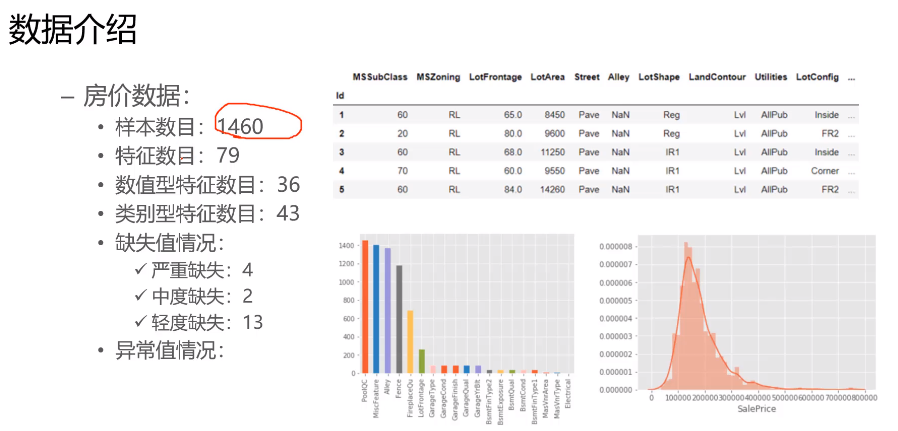 数据介绍
– 房价数据：
• 样本数目：1460
• 特征数目：79
• 数值型特征数目：36
• 类别型特征数目：43
• 缺失值情况：
✓ 严重缺失：4
✓ 中度缺失：2
✓ 轻度缺失：13
• 异常值情况：
MSSubClass MSZoning LotFrontage LotArea Street Alley LotShape LandContour Utilities LotConfig ...
Id
1 60 RL 65.0 8450 Pave NaN Reg Lvl AllPub Inside ...
2 20 RL 80.0 9600 Pave NaN Reg Lvl AllPub FR2 ...
3 60 RL 68.0 11250 Pave NaN IR1 Lvl AllPub Inside ...
4 70 RL 60.0 9550 Pave NaN IR1 Lvl AllPub Corner ...
5 60 RL 84.0 14260 Pave NaN IR1 Lvl AllPub FR2 ...
1400
1200
1000
800
600
400
200
0
PoolQC
MiscFeature
Alley
Fence
FireplaceQu
LotFrontage
GarageType
GarageCond
GarageFinish
GarageQual
GarageYrBlt
BsmtFinType2
BsmtExposure
BsmtQual
BsmtCond
BsmtFinType1
MasVnrArea
MasVnrType
Electrical
0.000008
0.000007
0.000006
0.000005
0.000004
0.000003
0.000002
0.000001
0.000000
0 100000 200000 300000 400000 500000 600000 700000 800000
SalePrice